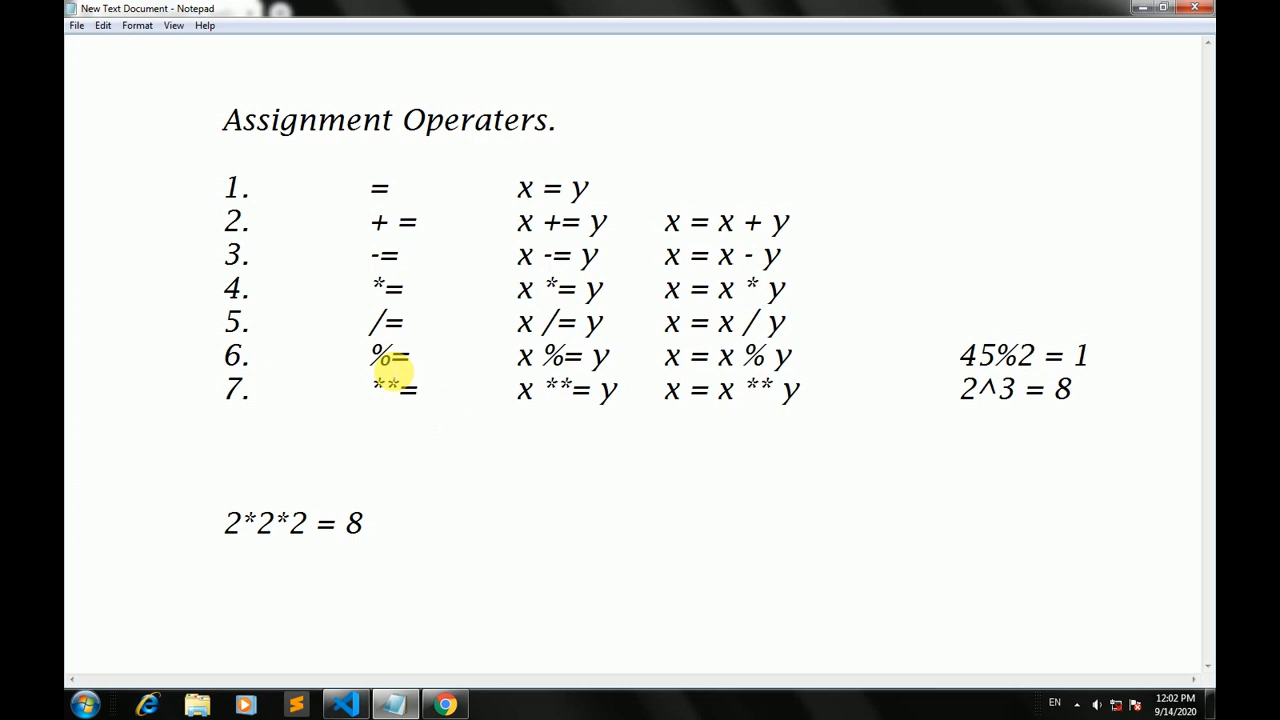 New Text Document - Notepad
File Edit Format View Help
Assignment Operaters.
1. = x = y
2. + = x += y x = x + y
3. -= x -= y x = x - y
4. *= x *= y x = x * y
5. /= x /= y x = x / y
6. %= x %= y x = x % y 45%2 = 1
7. **= x **= y x = x ** y 2^3 = 8
2*2*2 = 8
EN 12:02 PM
9/14/2020